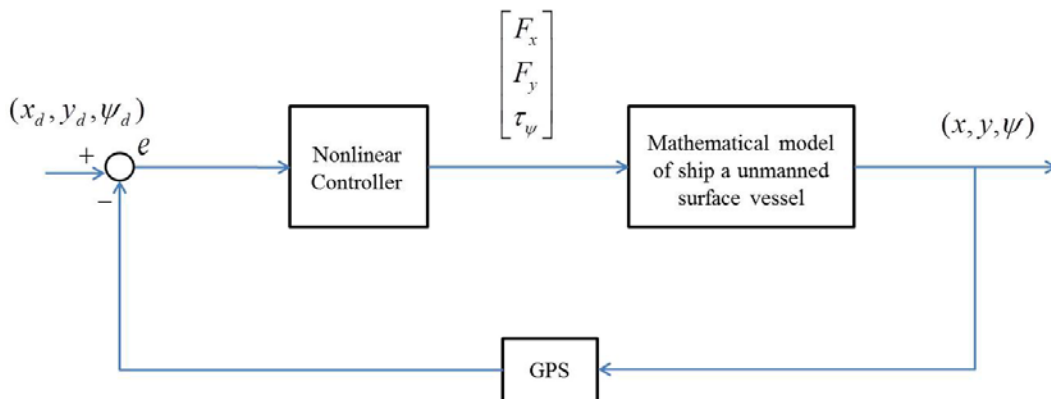 (x_d, y_d, ψ_d)
+
e
−
Nonlinear
Controller
F_x
F_y
τ_ψ
Mathematical model
of ship a unmanned
surface vessel
(x, y, ψ)
GPS